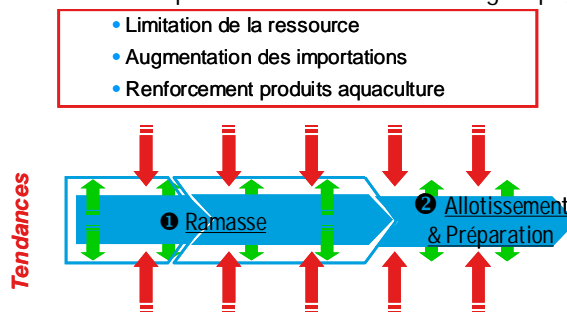 • Limitation de la ressource
• Augmentation des importations
• Renforcement produits aquaculture
Tendances
❶ Ramasse
❷ Allotissement
& Préparation